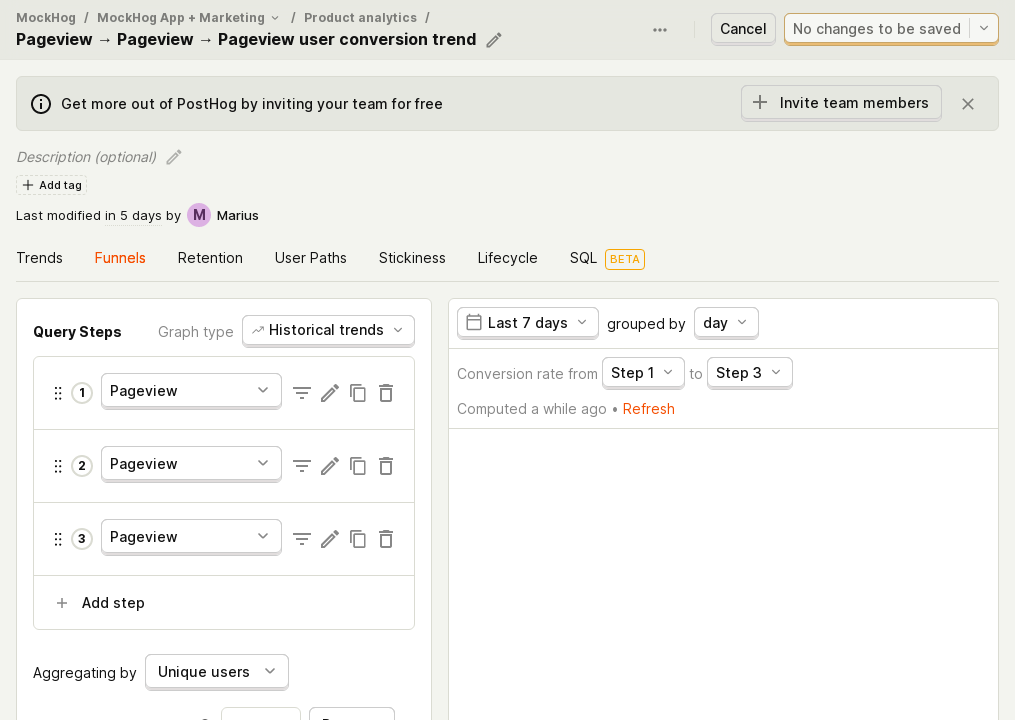 MockHog / MockHog App + Marketing / Product analytics /
Pageview → Pageview → Pageview user conversion trend
Cancel
No changes to be saved
Get more out of PostHog by inviting your team for free
Invite team members
Description (optional)
Add tag
Last modified in 5 days by M Marius
Trends Funnels Retention User Paths Stickiness Lifecycle SQL BETA
Query Steps Graph type Historical trends
1 Pageview
2 Pageview
3 Pageview
Add step
Aggregating by Unique users
Last 7 days grouped by day
Conversion rate from Step 1 to Step 3
Computed a while ago • Refresh